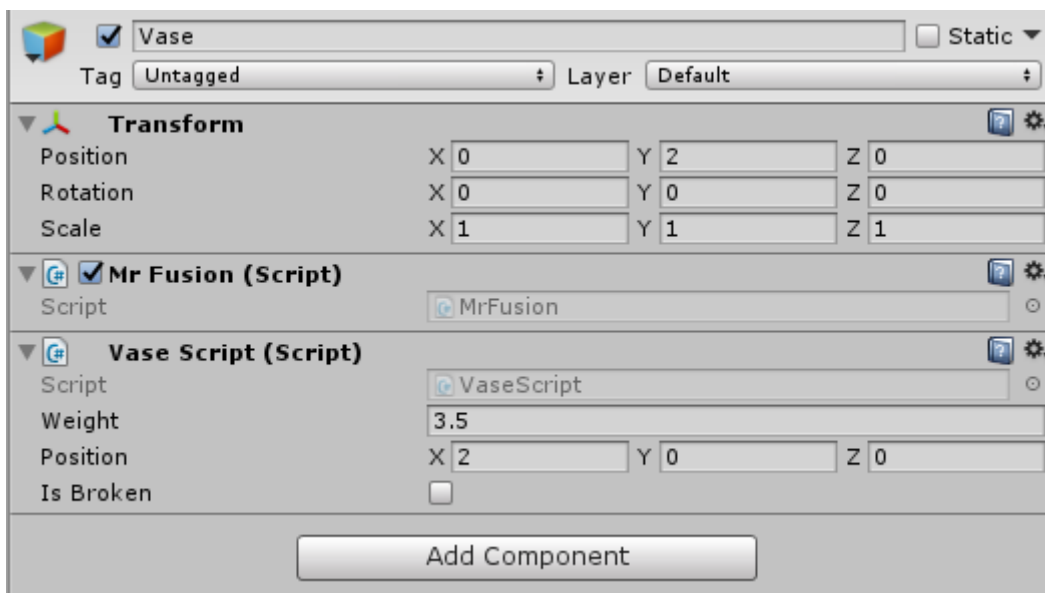 Vase Static
Tag Untagged Layer Default
Transform
Position X 0 Y 2 Z 0
Rotation X 0 Y 0 Z 0
Scale X 1 Y 1 Z 1
C# Mr Fusion (Script)
Script MrFusion
C# Vase Script (Script)
Script VaseScript
Weight 3.5
Position X 2 Y 0 Z 0
Is Broken
Add Component